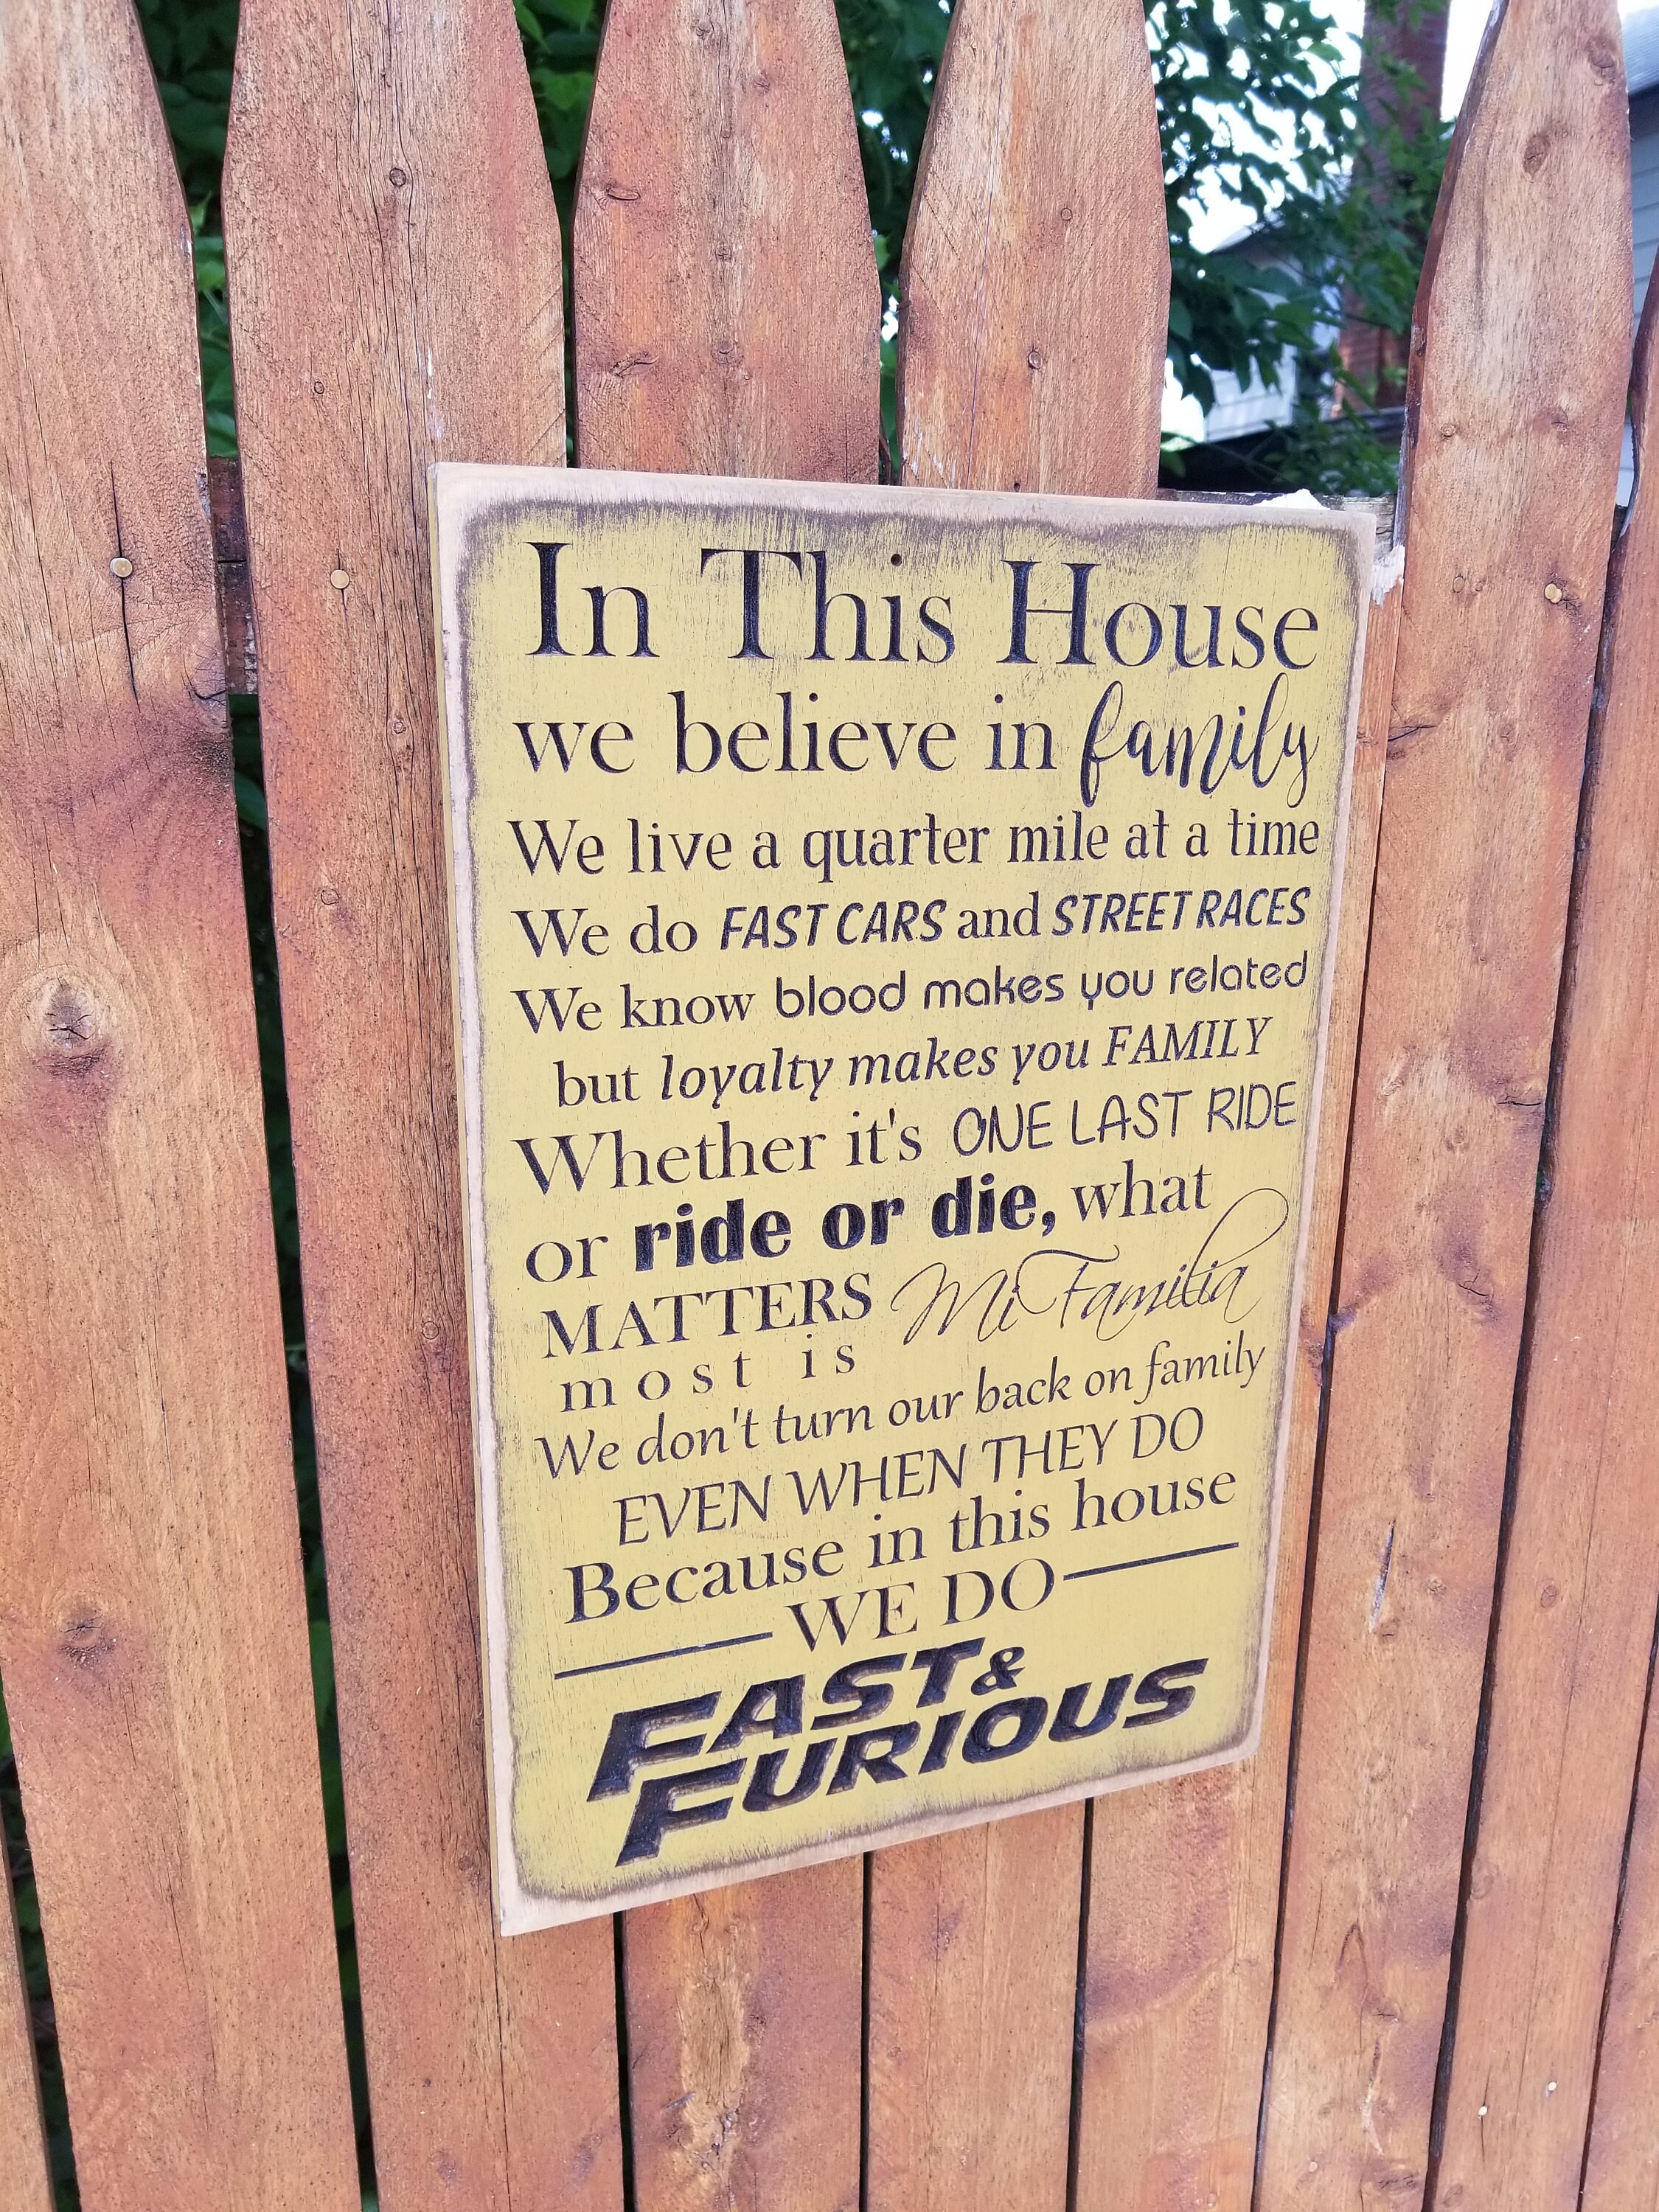 In This House
we believe in family
We live a quarter mile at a time
We do FAST CARS and STREET RACES
We know blood makes you related
but loyalty makes you FAMILY
Whether it's ONE LAST RIDE
or ride or die, what
MATTERS Mi Familia
most is
We don't turn our back on family
EVEN WHEN THEY DO
Because in this house
WE DO
FAST &
FURIOUS